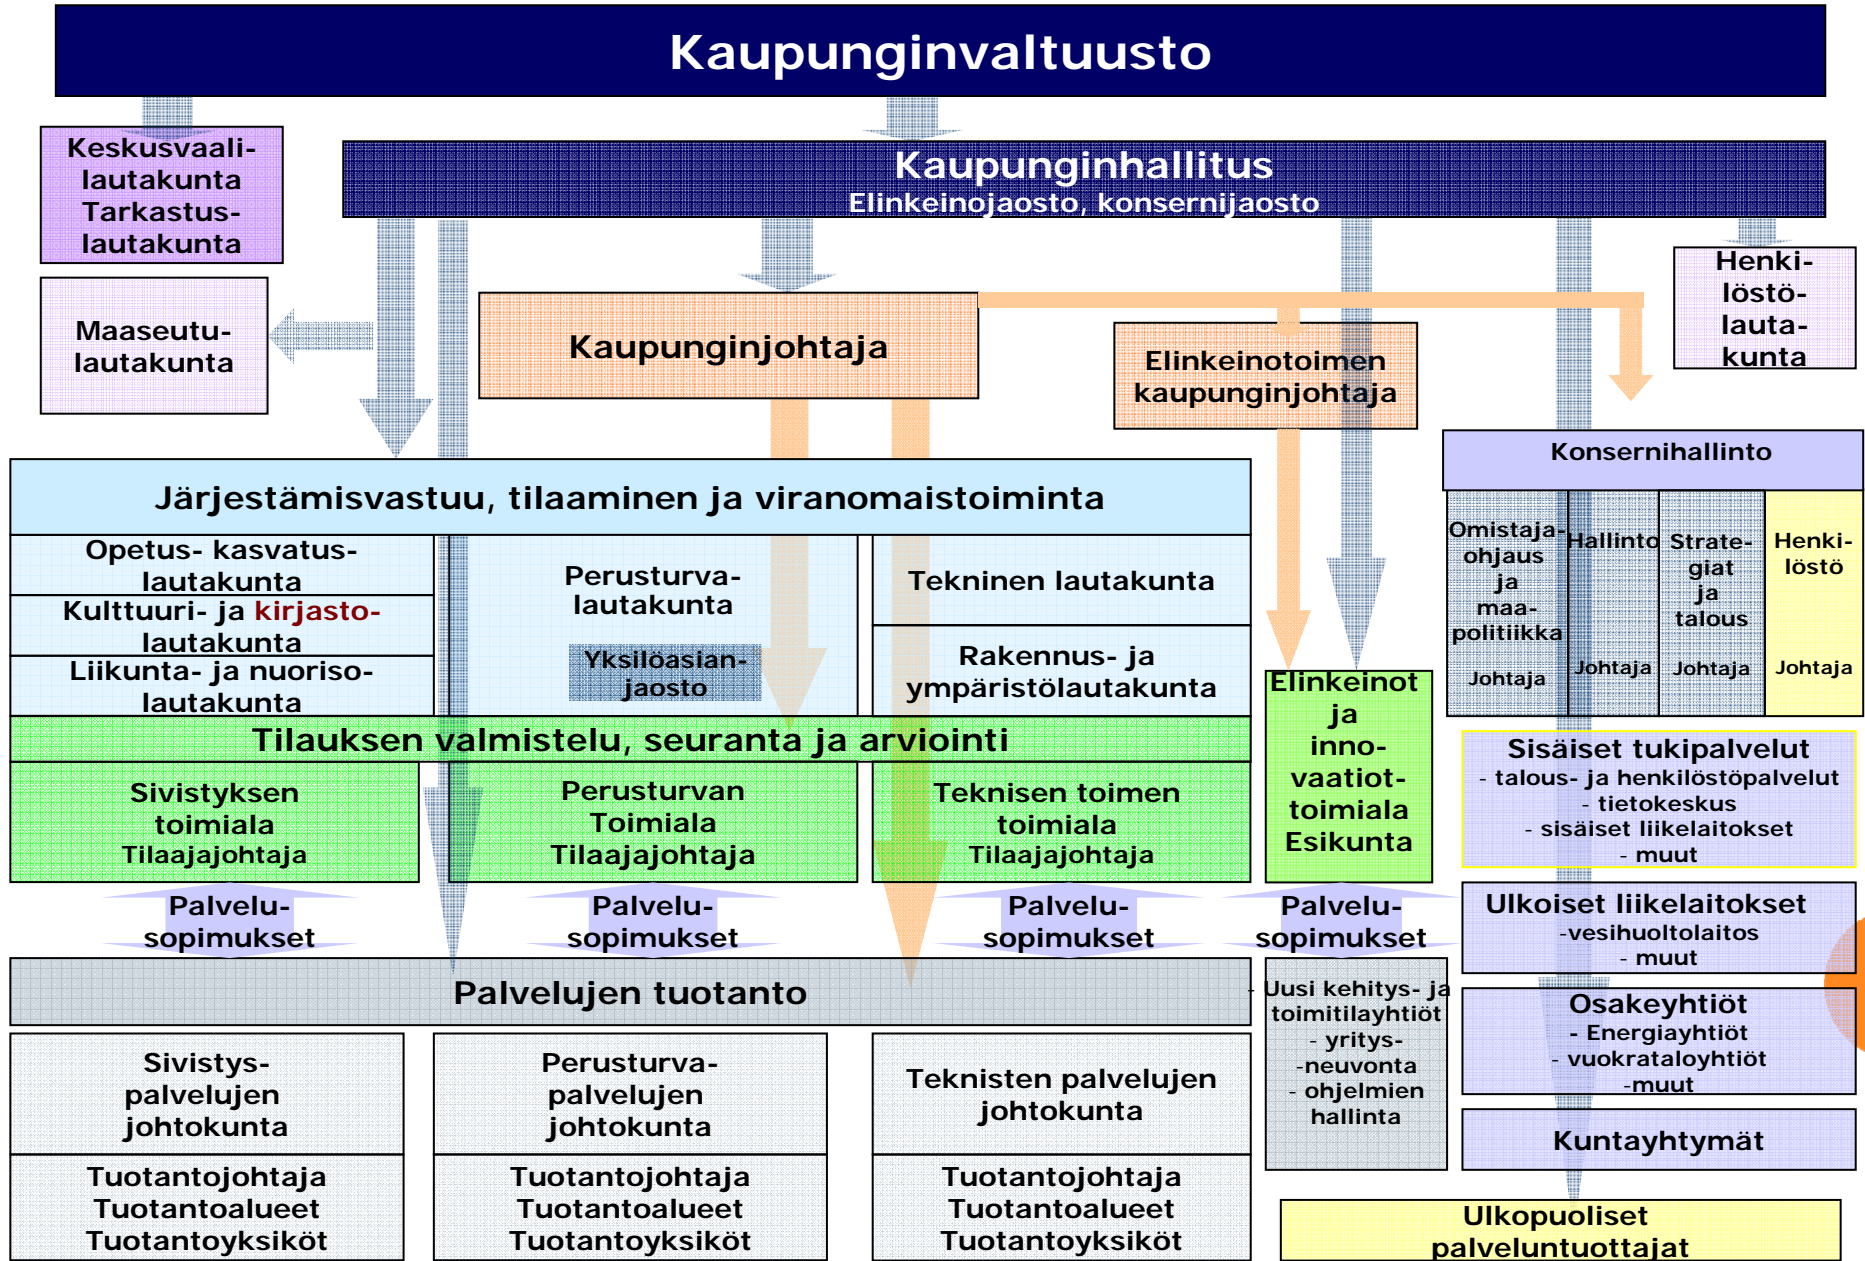 Kaupunginvaltuusto
Keskusvaali-
lautakunta
Tarkastus-
lautakunta
Kaupunginhallitus
Elinkeinojaosto, konsernijaosto
Maaseutu-
lautakunta
Kaupunginjohtaja
Elinkeinotoimen
kaupunginjohtaja
Henki-
löstö-
lauta-
kunta
Järjestämisvastuu, tilaaminen ja viranomaistoiminta
Opetus- kasvatus-
lautakunta
Kulttuuri- ja kirjasto-
lautakunta
Liikunta- ja nuoriso-
lautakunta
Perusturva-
lautakunta
Yksilöasian-
jaosto
Tekninen lautakunta
Rakennus- ja
ympäristölautakunta
Tilauksen valmistelu, seuranta ja arviointi
Sivistyksen
toimiala
Tilaajajohtaja
Perusturvan
Toimiala
Tilaajajohtaja
Teknisen toimen
toimiala
Tilaajajohtaja
Elinkeinot
ja
inno-
vaatiot-
toimiala
Esikunta
Palvelu-
sopimukset
Palvelu-
sopimukset
Palvelu-
sopimukset
Palvelu-
sopimukset
Palvelujen tuotanto
Sivistys-
palvelujen
johtokunta
Tuotantojohtaja
Tuotantoalueet
Tuotantoyksiköt
Perusturva-
palvelujen
johtokunta
Tuotantojohtaja
Tuotantoalueet
Tuotantoyksiköt
Teknisten palvelujen
johtokunta
Tuotantojohtaja
Tuotantoalueet
Tuotantoyksiköt
- Uusi kehitys- ja
toimitilayhtiöt
- yritys-
-neuvonta
- ohjelmien
hallinta
Konsernihallinto
Omistaja-
ohjaus
ja
maa-
politiikka
Johtaja
Hallinto
Johtaja
Strate-
giat
ja
talous
Johtaja
Henki-
löstö
Johtaja
Sisäiset tukipalvelut
- talous- ja henkilöstöpalvelut
- tietokeskus
- sisäiset liikelaitokset
- muut
Ulkoiset liikelaitokset
-vesihuoltolaitos
- muut
Osakeyhtiöt
- Energiayhtiöt
- vuokrataloyhtiöt
-muut
Kuntayhtymät
Ulkopuoliset
palveluntuottajat